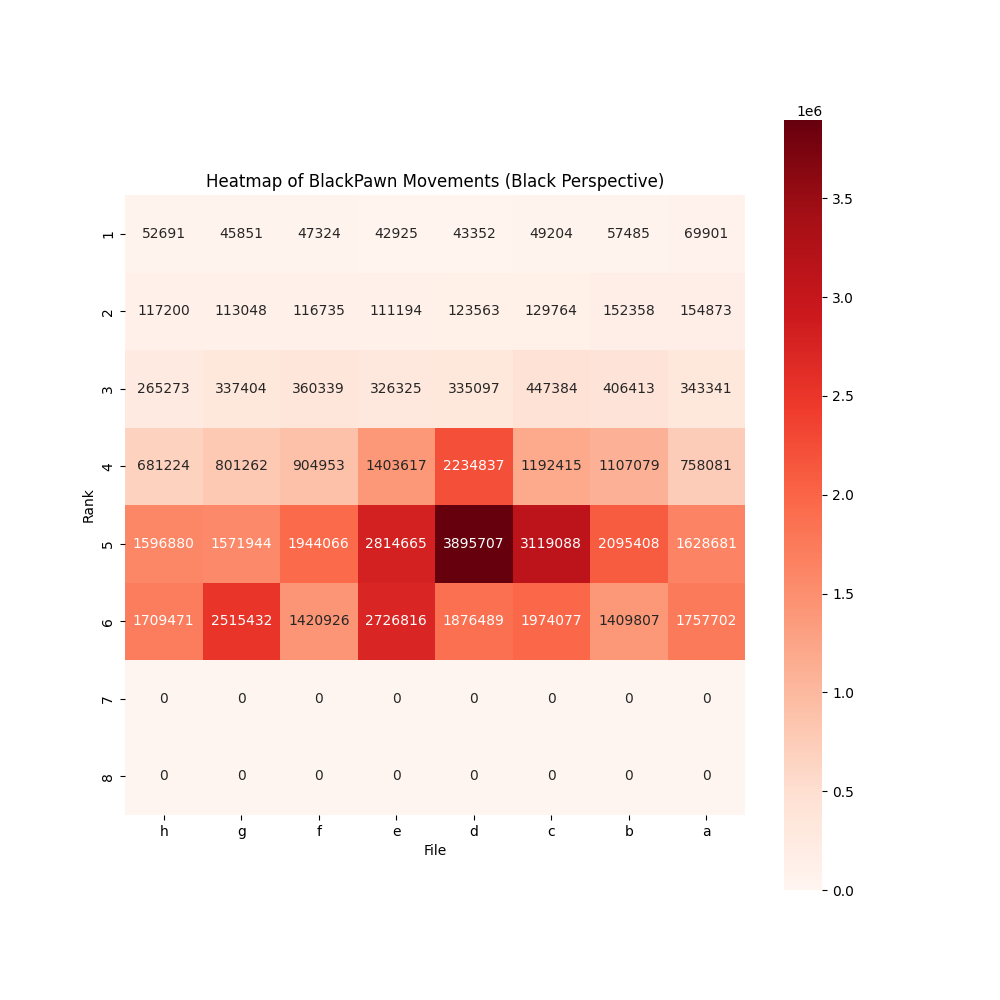 1e6
Heatmap of BlackPawn Movements (Black Perspective)
3.5
3.0
2.5
2.0
1.5
1.0
0.5
0.0
Rank
1 52691 45851 47324 42925 43352 49204 57485 69901
2 117200 113048 116735 111194 123563 129764 152358 154873
3 265273 337404 360339 326325 335097 447384 406413 343341
4 681224 801262 904953 1403617 2234837 1192415 1107079 758081
5 1596880 1571944 1944066 2814665 3895707 3119088 2095408 1628681
6 1709471 2515432 1420926 2726816 1876489 1974077 1409807 1757702
7 0 0 0 0 0 0 0 0
8 0 0 0 0 0 0 0 0
h g f e d c b a
File